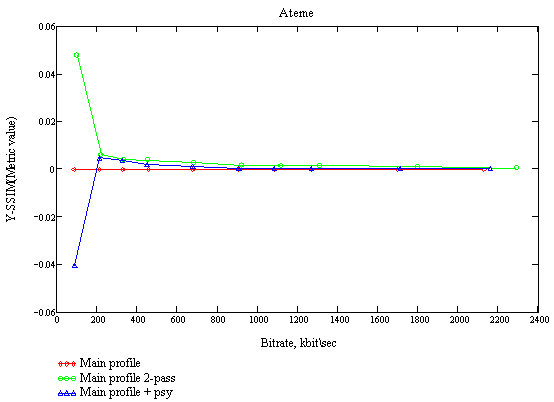 Ateme
0.06
0.04
0.02
0
−0.02
−0.04
−0.06
Y-SSIM(Metric value)
0 200 400 600 800 1000 1200 1400 1600 1800 2000 2200 2400
Bitrate, kbit\sec
Main profile
Main profile 2-pass
Main profile + psy